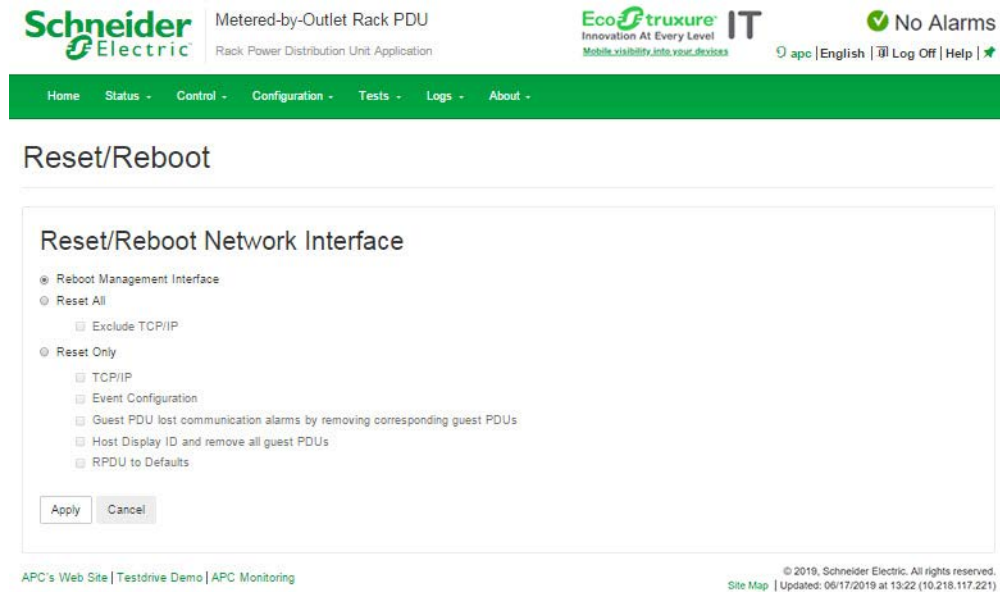 Schneider Electric
Metered-by-Outlet Rack PDU
Rack Power Distribution Unit Application
EcoStruxure IT
Innovation At Every Level
Mobile visibility into your devices
No Alarms
apc | English | Log Off | Help |
Home Status Control Configuration Tests Logs About
Reset/Reboot
Reset/Reboot Network Interface
Reboot Management Interface
Reset All
Exclude TCP/IP
Reset Only
TCP/IP
Event Configuration
Guest PDU lost communication alarms by removing corresponding guest PDUs
Host Display ID and remove all guest PDUs
RPDU to Defaults
Apply Cancel
APC's Web Site | Testdrive Demo | APC Monitoring
© 2019, Schneider Electric. All rights reserved.
Site Map | Updated: 06/17/2019 at 13:22 (10.218.117.221)